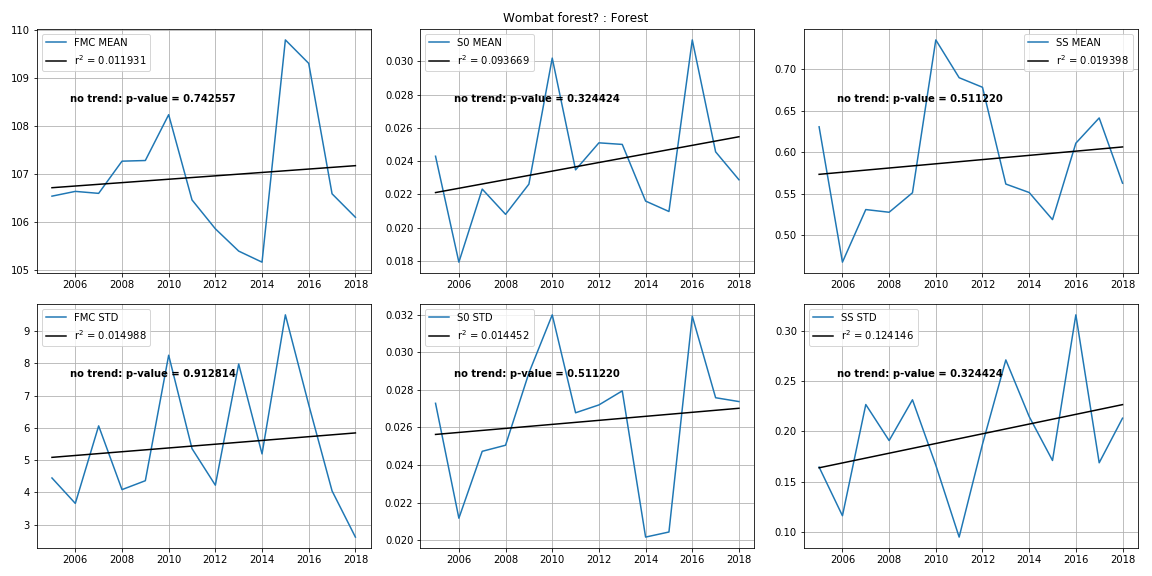 Wombat forest? : Forest
FMC MEAN
r² = 0.011931
no trend: p-value = 0.742557
110
109
108
107
106
105
2006 2008 2010 2012 2014 2016 2018
S0 MEAN
r² = 0.093669
no trend: p-value = 0.324424
0.030
0.028
0.026
0.024
0.022
0.020
0.018
2006 2008 2010 2012 2014 2016 2018
SS MEAN
r² = 0.019398
no trend: p-value = 0.511220
0.70
0.65
0.60
0.55
0.50
2006 2008 2010 2012 2014 2016 2018
FMC STD
r² = 0.014988
no trend: p-value = 0.912814
9
8
7
6
5
4
3
2006 2008 2010 2012 2014 2016 2018
S0 STD
r² = 0.014452
no trend: p-value = 0.511220
0.032
0.030
0.028
0.026
0.024
0.022
0.020
2006 2008 2010 2012 2014 2016 2018
SS STD
r² = 0.124146
no trend: p-value = 0.324424
0.30
0.25
0.20
0.15
0.10
2006 2008 2010 2012 2014 2016 2018